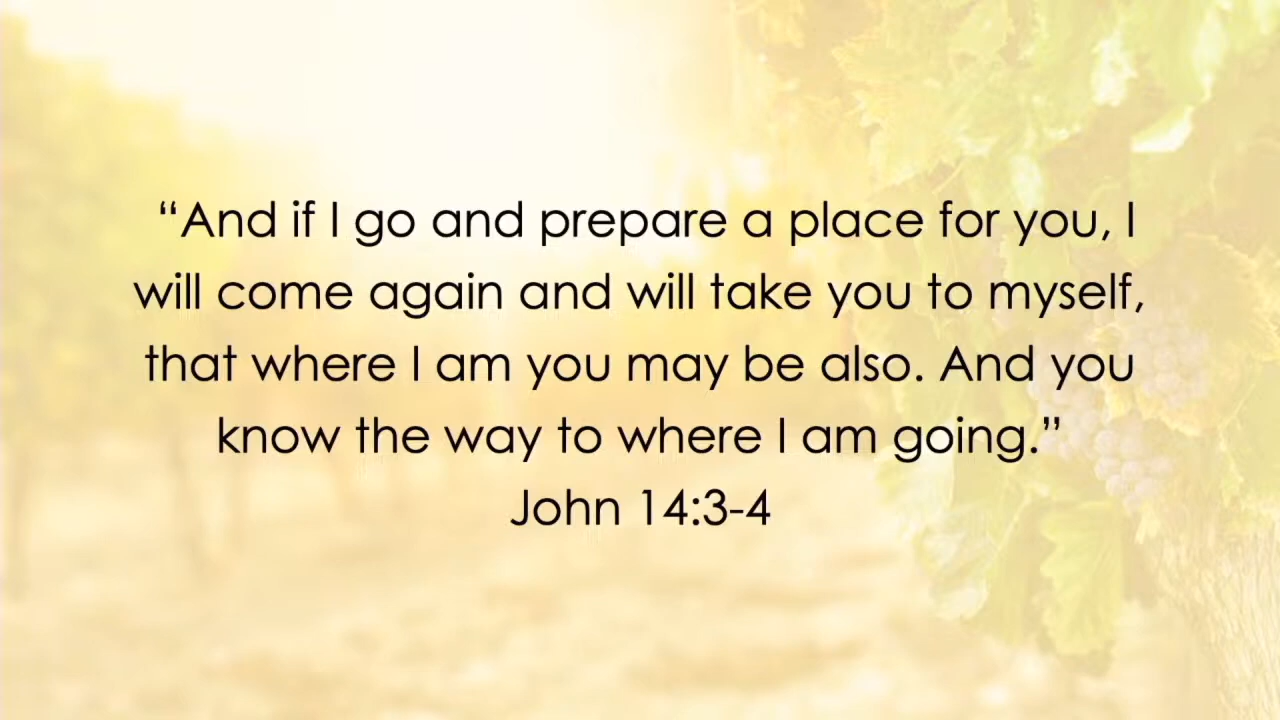 “And if I go and prepare a place for you, I
will come again and will take you to myself,
that where I am you may be also. And you
know the way to where I am going.”
John 14:3-4